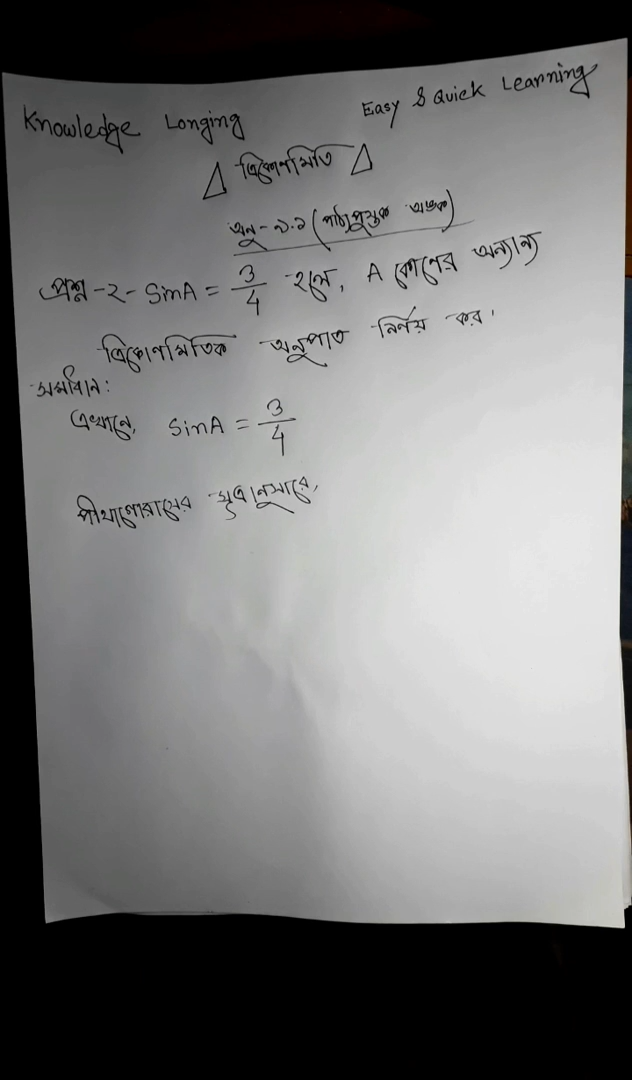 Knowledge Longing Easy & Quick Learning
ত্রিকোণমিতি
অনু-৯.১ (পাঠ্যপুস্তক অঙ্ক)
প্রশ্ন-২- sinA = 3/4 হলে, A কোণের অন্যান্য
ত্রিকোণমিতিক অনুপাত নির্নয় কর।
সমাধান:
এখানে, sinA = 3/4
পীথাগোরাসের সূত্রানুসারে,